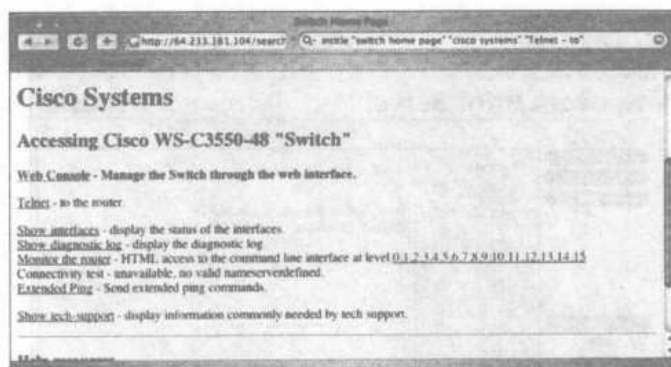 Switch Home Page
http://64.233.161.104/search
Q- intitle "switch home page" "cisco systems" "Telnet - to"
Cisco Systems
Accessing Cisco WS-C3550-48 "Switch"
Web Console - Manage the Switch through the web interface.
Telnet - to the router.
Show interfaces - display the status of the interfaces.
Show diagnostic log - display the diagnostic log.
Monitor the router - HTML access to the command line interface at level 0,1,2,3,4,5,6,7,8,9,10,11,12,13,14,15
Connectivity test - unavailable, no valid nameserverdefined.
Extended Ping - Send extended ping commands.
Show tech-support - display information commonly needed by tech support.